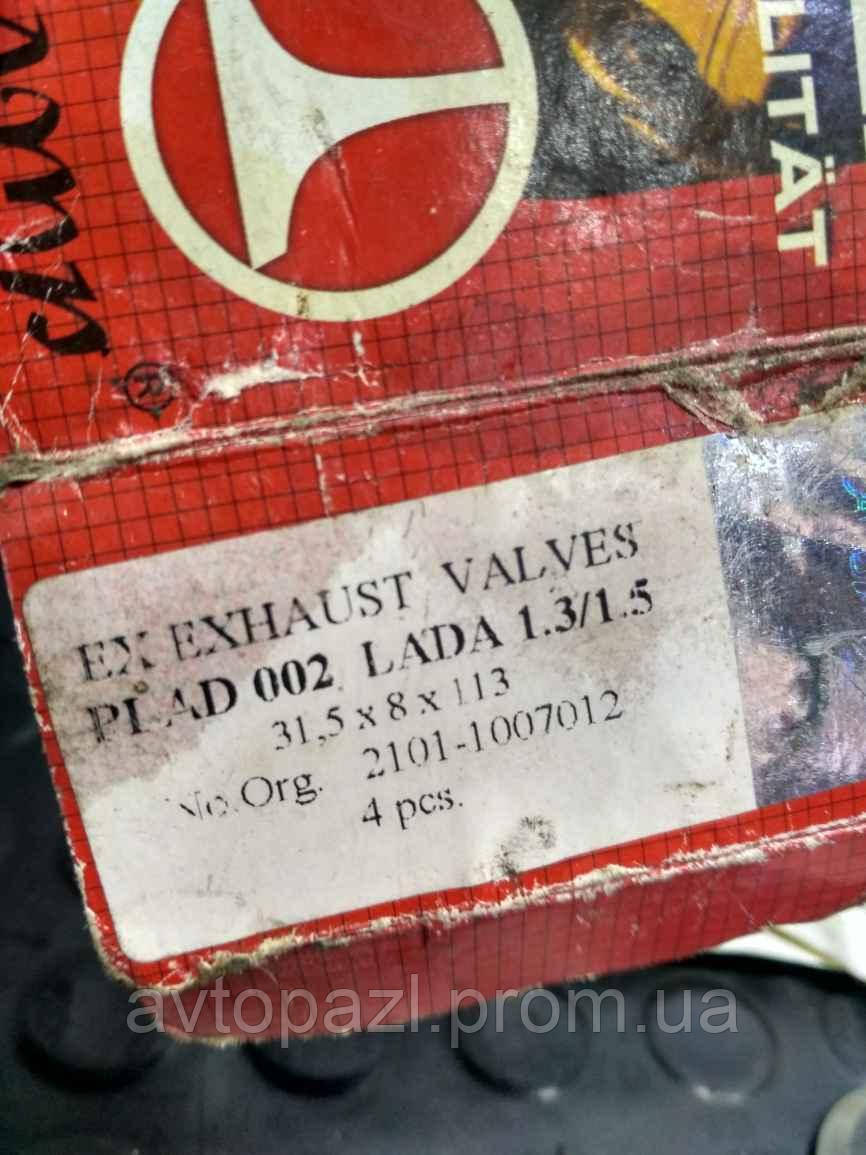 LITÄT
®
EX EXHAUST VALVES
PLAD 002 LADA 1.3/1.5
31,5 x 8 x 113
No.Org. 2101-1007012
4 pcs.
avtopazl.prom.ua